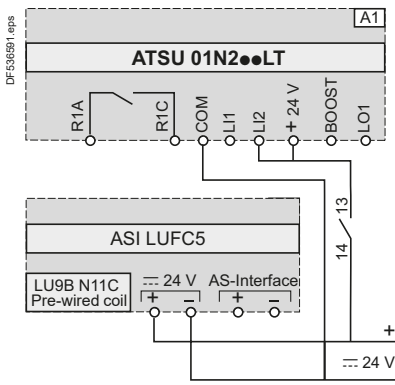 DF536591.eps
A1
ATSU 01N2●●LT
R1A
R1C
COM
LI1
LI2
+ 24 V
BOOST
LO1
13
14
ASI LUFC5
LU9B N11C
Pre-wired coil
⎓ 24 V
AS-Interface
+ – + –
+
⎓ 24 V